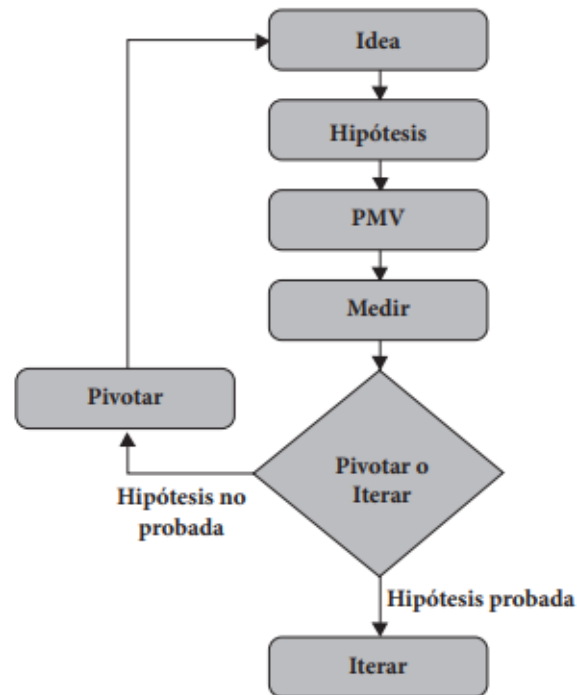 Idea
Hipótesis
PMV
Medir
Pivotar
Pivotar o
Iterar
Hipótesis no
probada
Hipótesis probada
Iterar